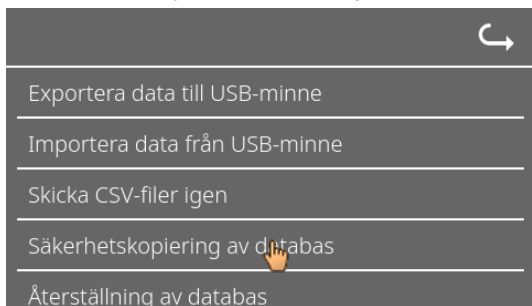 Exportera data till USB-minne
Importera data från USB-minne
Skicka CSV-filer igen
Säkerhetskopiering av databas
Återställning av databas